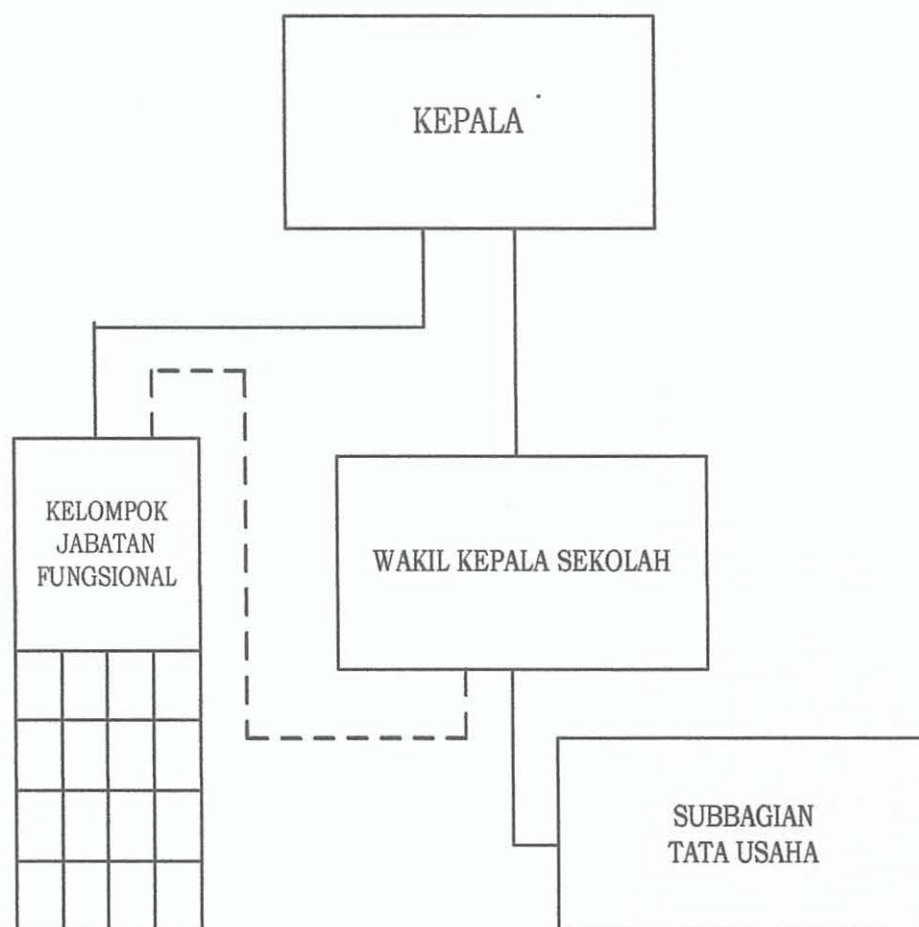 KEPALA
KELOMPOK
JABATAN
FUNGSIONAL
WAKIL KEPALA SEKOLAH
SUBBAGIAN
TATA USAHA